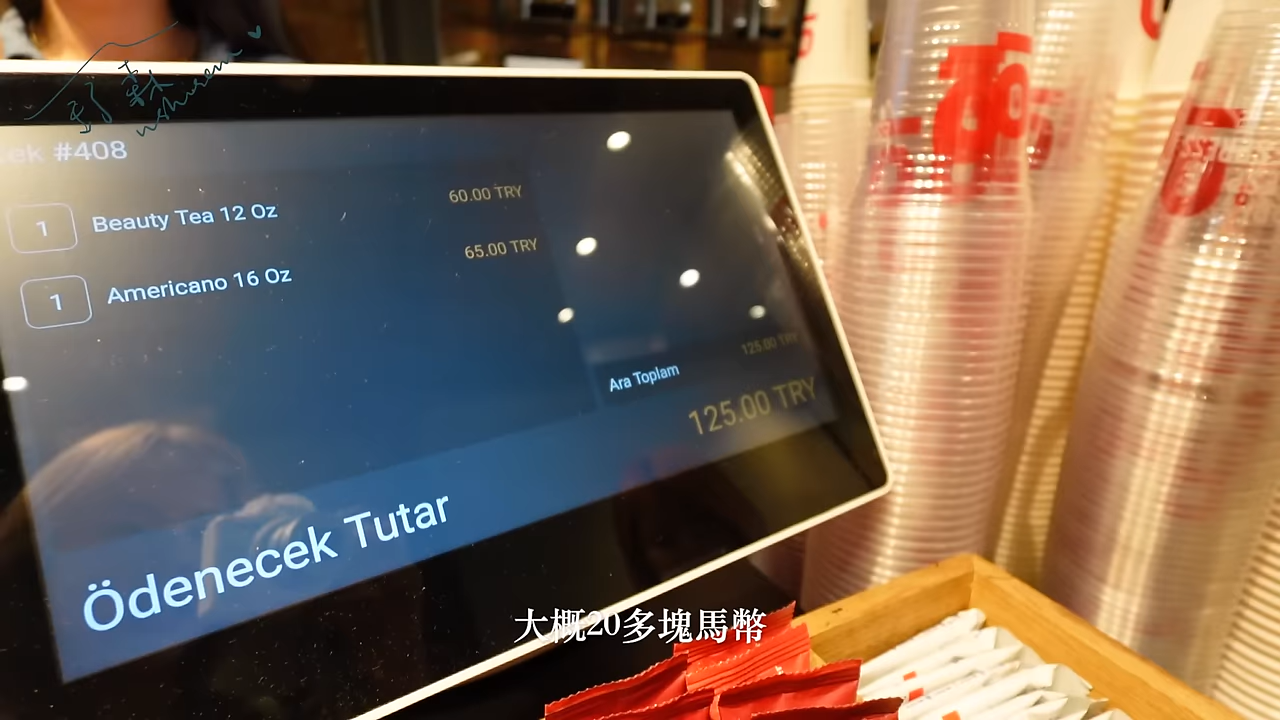 #408
1 Beauty Tea 12 Oz 60.00 TRY
1 Americano 16 Oz 65.00 TRY
Ara Toplam 125.00 TRY
Ödenecek Tutar 125.00 TRY
大概20多塊馬幣